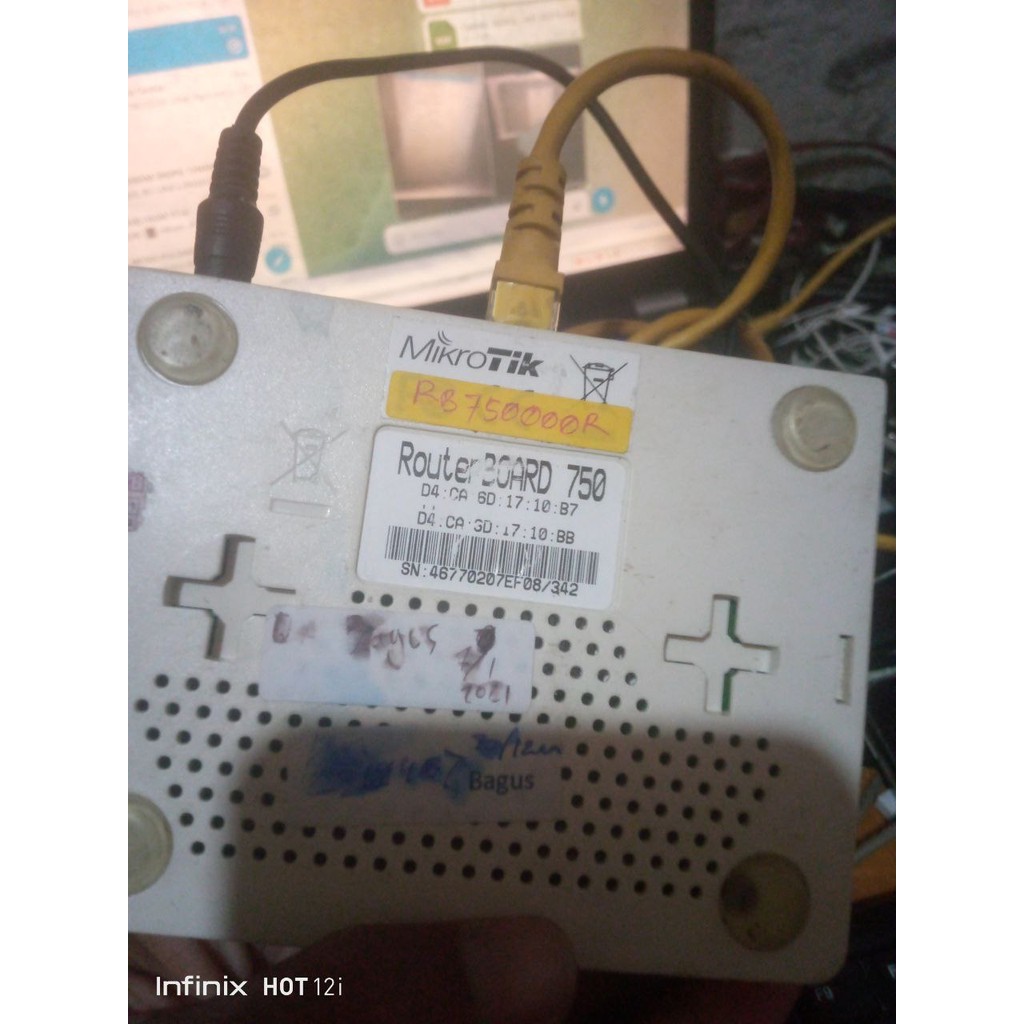 MikroTik
RB750000R
RouterBOARD 750
D4:CA 6D:17:10:B7
D4:CA:6D:17:10:BB
SN:46770207EF08/342
2021
Bagus
Infinix HOT 12i